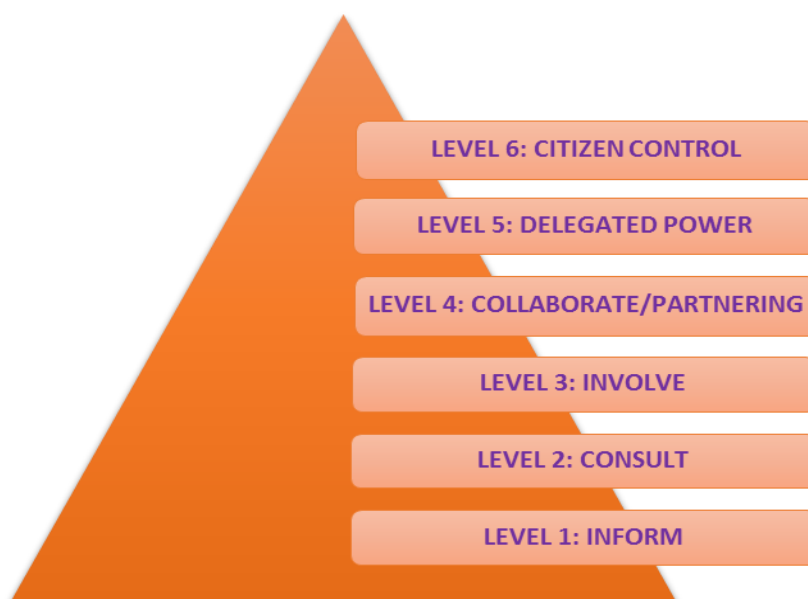 LEVEL 6: CITIZEN CONTROL
LEVEL 5: DELEGATED POWER
LEVEL 4: COLLABORATE/PARTNERING
LEVEL 3: INVOLVE
LEVEL 2: CONSULT
LEVEL 1: INFORM